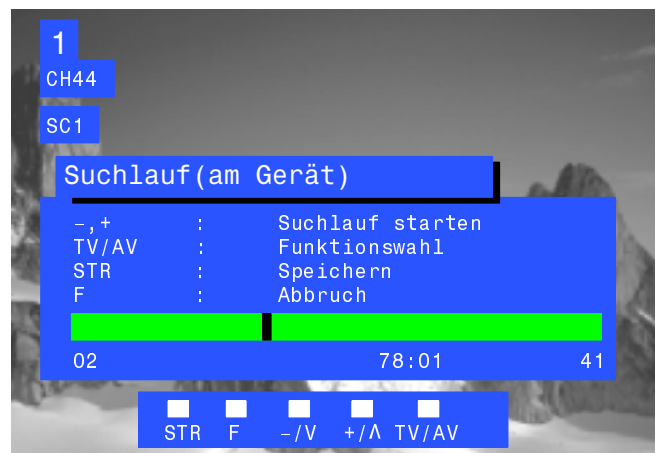 1
CH44
SC1
Suchlauf(am Gerät)
–,+ : Suchlauf starten
TV/AV : Funktionswahl
STR : Speichern
F : Abbruch
02 78:01 41
STR F –/V +/Λ TV/AV